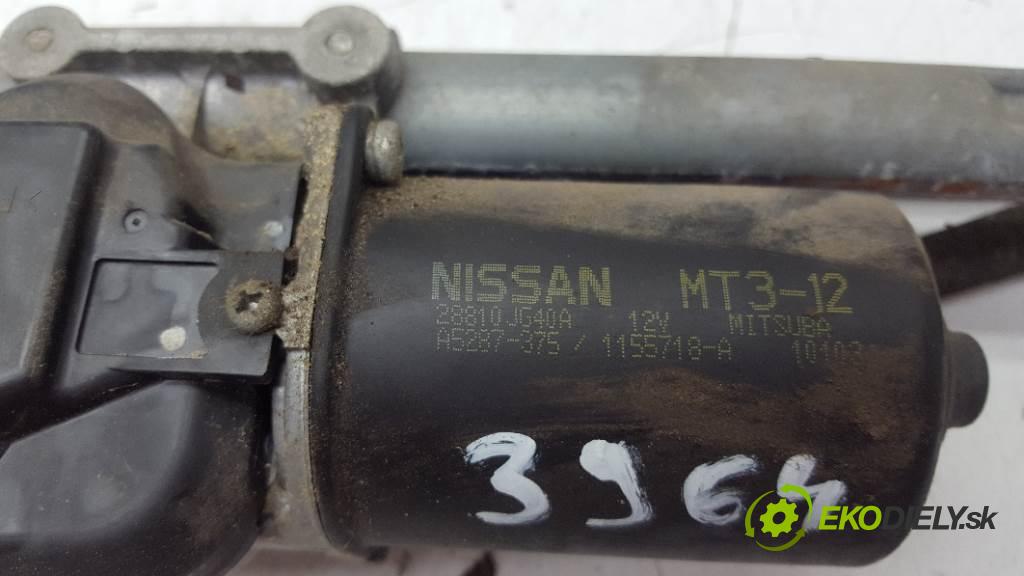 NISSAN MT3-12
28810JG40A 12V MITSUBA
A5287-375 / 1155718-A
3964
EKODIELY.sk